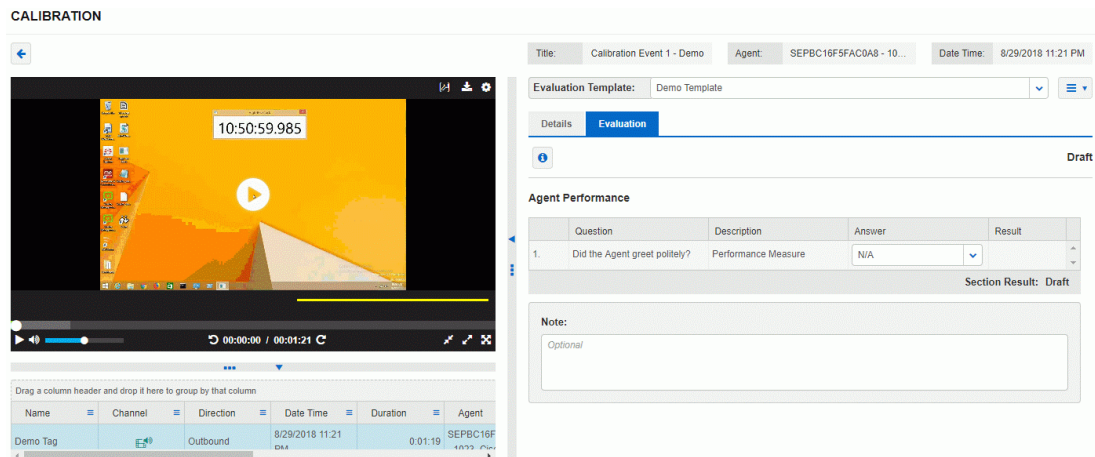 CALIBRATION
Title: Calibration Event 1 - Demo Agent: SEPBC16F5FAC0A8 - 10... Date Time: 8/29/2018 11:21 PM
Evaluation Template: Demo Template
Details Evaluation
Draft
10:50:59.985
Agent Performance
Question Description Answer Result
1. Did the Agent greet politely? Performance Measure N/A
Section Result: Draft
Note:
Optional
00:00:00 / 00:01:21
Drag a column header and drop it here to group by that column
Name Channel Direction Date Time Duration Agent
Demo Tag Outbound 8/29/2018 11:21 0:01:19 SEPBC16F
PM